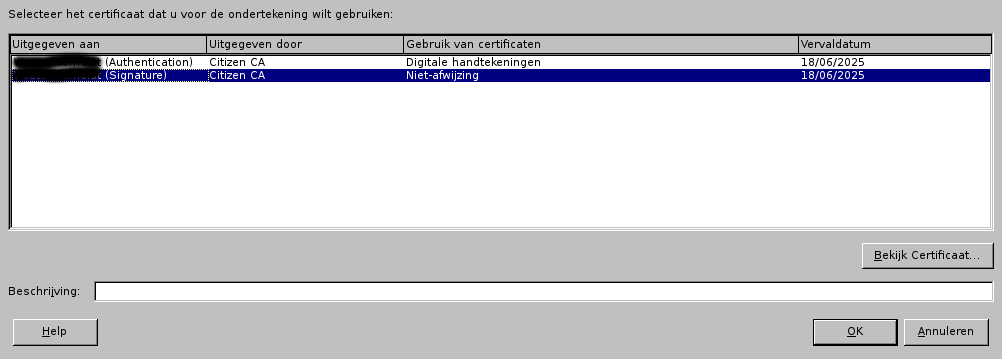 Selecteer het certificaat dat u voor de ondertekening wilt gebruiken:
Uitgegeven aan Uitgegeven door Gebruik van certificaten Vervaldatum
(Authentication) Citizen CA Digitale handtekeningen 18/06/2025
(Signature) Citizen CA Niet-afwijzing 18/06/2025
Bekijk Certificaat...
Beschrijving:
Help OK Annuleren